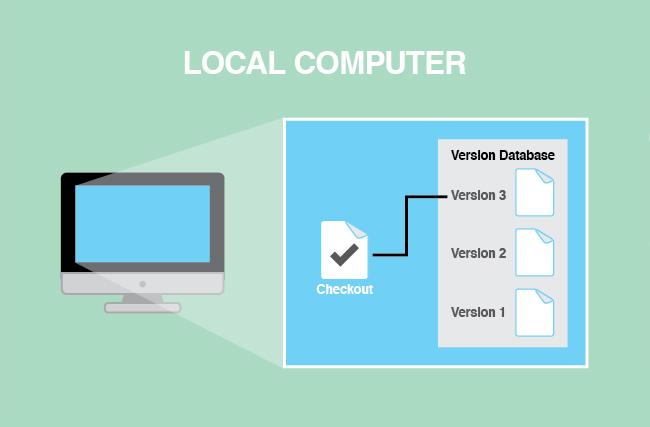 LOCAL COMPUTER
Version Database
Version 3
Version 2
Checkout
Version 1